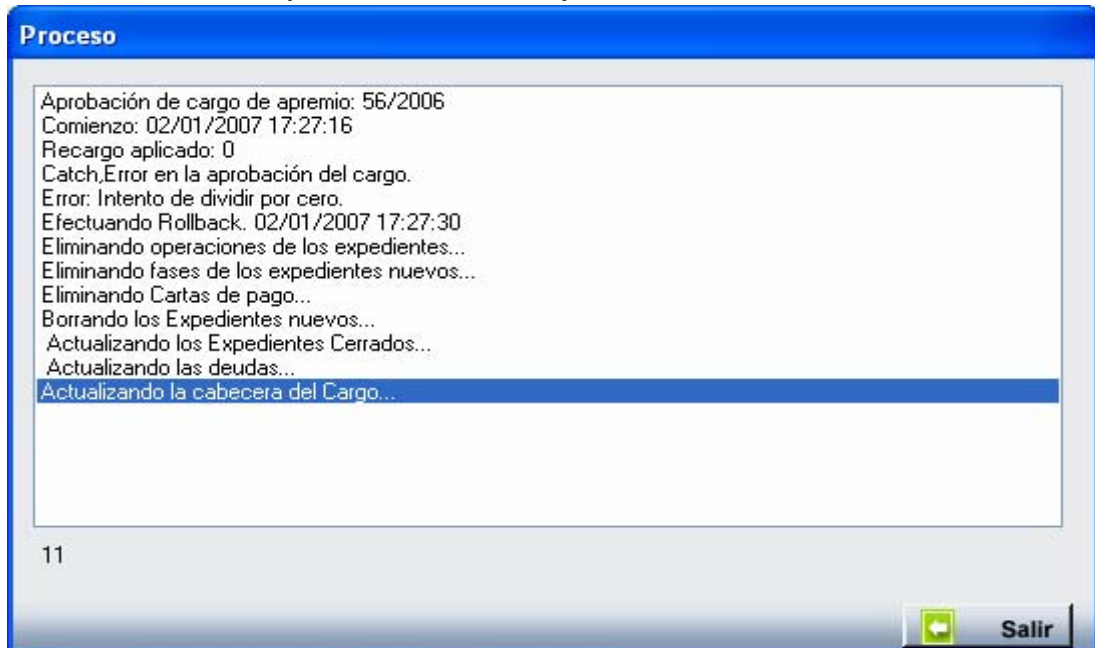 Proceso
Aprobación de cargo de apremio: 56/2006
Comienzo: 02/01/2007 17:27:16
Recargo aplicado: 0
Catch,Error en la aprobación del cargo.
Error: Intento de dividir por cero.
Efectuando Rollback. 02/01/2007 17:27:30
Eliminando operaciones de los expedientes...
Eliminando fases de los expedientes nuevos...
Eliminando Cartas de pago...
Borrando los Expedientes nuevos...
Actualizando los Expedientes Cerrados...
Actualizando las deudas...
Actualizando la cabecera del Cargo...
11
Salir